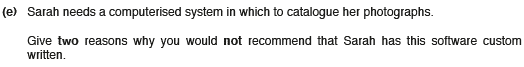 (e) Sarah needs a computerised system in which to catalogue her photographs.
Give two reasons why you would not recommend that Sarah has this software custom
written.